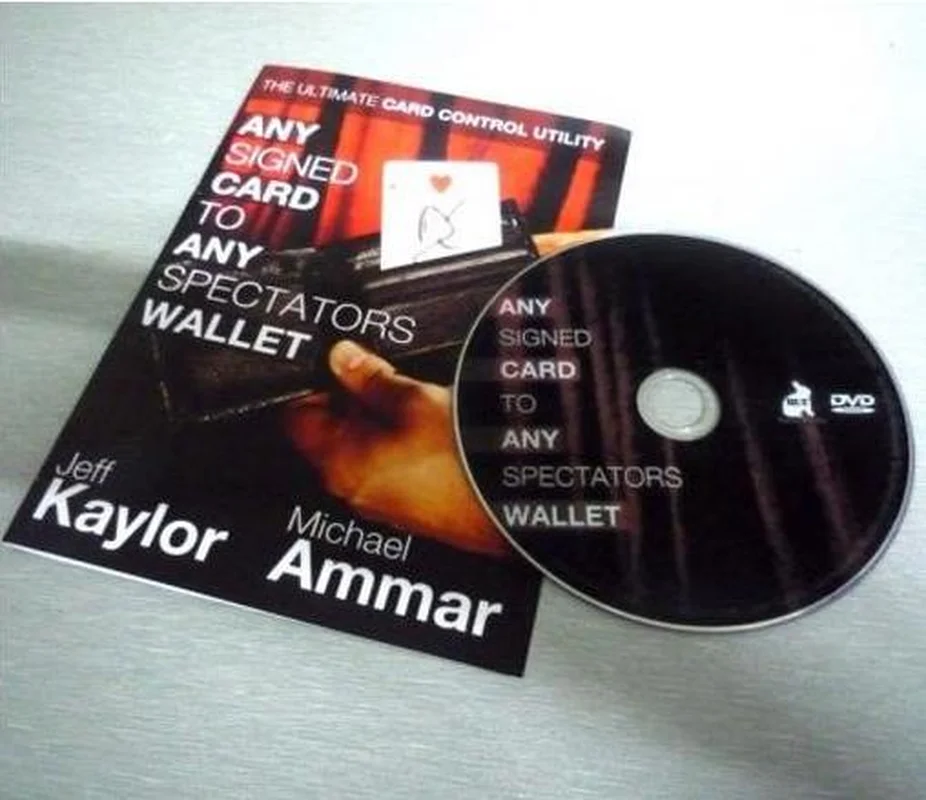 THE ULTIMATE CARD CONTROL UTILITY
ANY
SIGNED
CARD
TO
ANY
SPECTATORS
WALLET
Jeff
Kaylor
Michael
Ammar
ANY
SIGNED
CARD
TO
ANY
SPECTATORS
WALLET
DVD